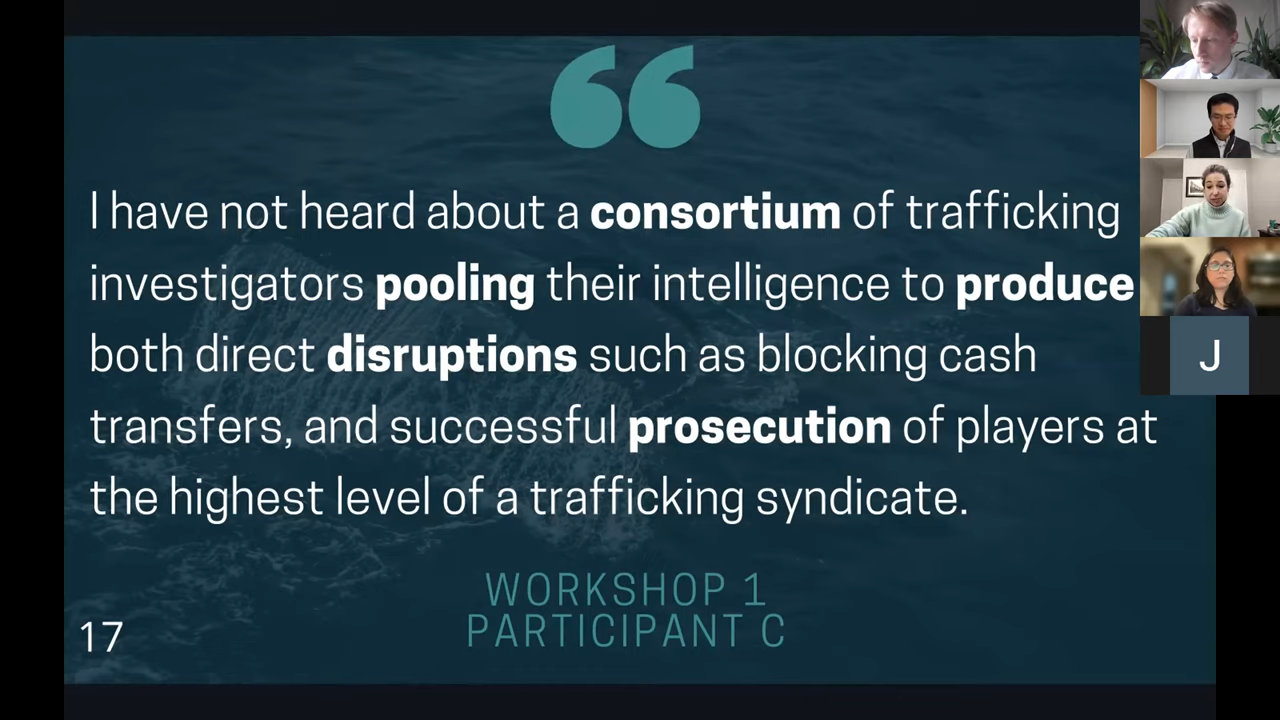 “
I have not heard about a consortium of trafficking
investigators pooling their intelligence to produce
both direct disruptions such as blocking cash
transfers, and successful prosecution of players at
the highest level of a trafficking syndicate.
WORKSHOP 1
PARTICIPANT C
17
J